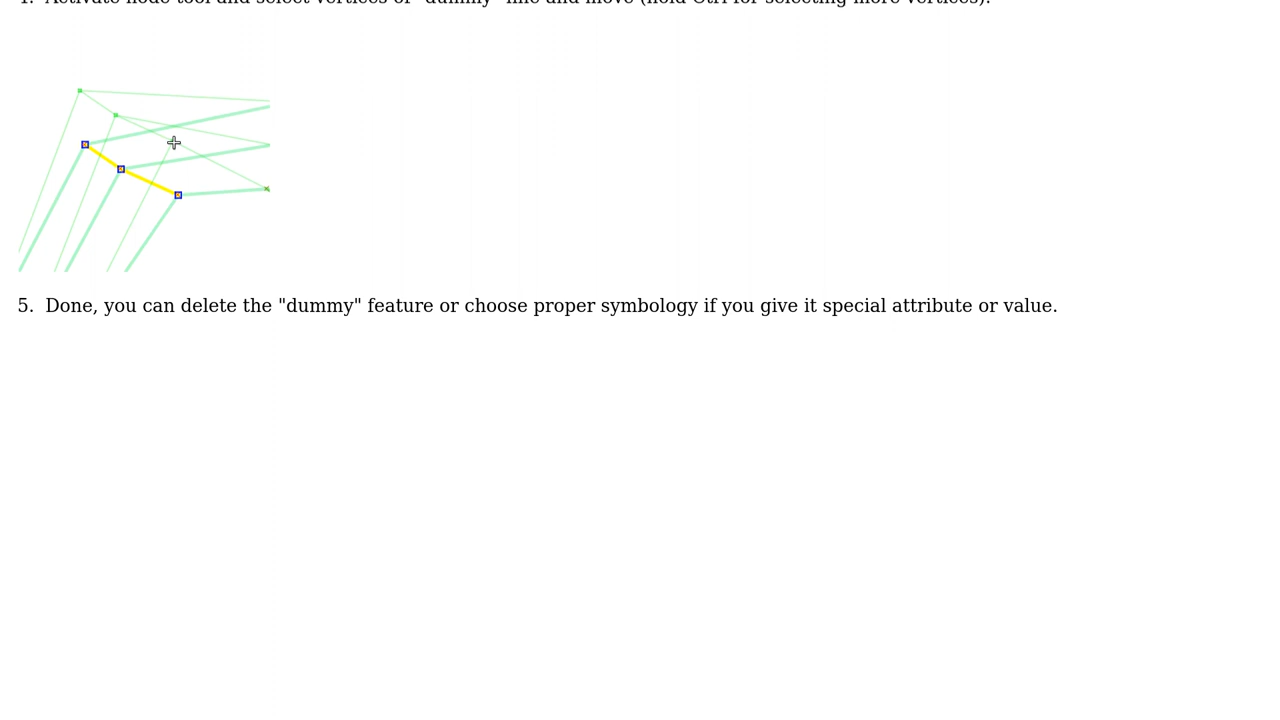 4. Activate node tool and select vertices of "dummy" line and move (hold Ctrl for selecting more vertices).
5. Done, you can delete the "dummy" feature or choose proper symbology if you give it special attribute or value.